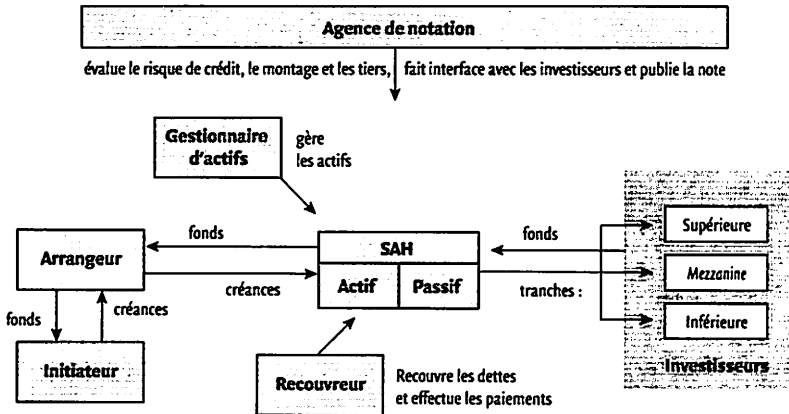 Agence de notation
évalue le risque de crédit, le montage et les tiers, fait interface avec les investisseurs et publie la note
Gestionnaire
d'actifs
gère
les actifs
fonds
fonds
Supérieure
Arrangeur
SAH
créances
Actif
Passif
tranches :
Mezzanine
fonds
créances
Inférieure
Initiateur
Recouvreur
Recouvre les dettes
et effectue les paiements
Investisseurs